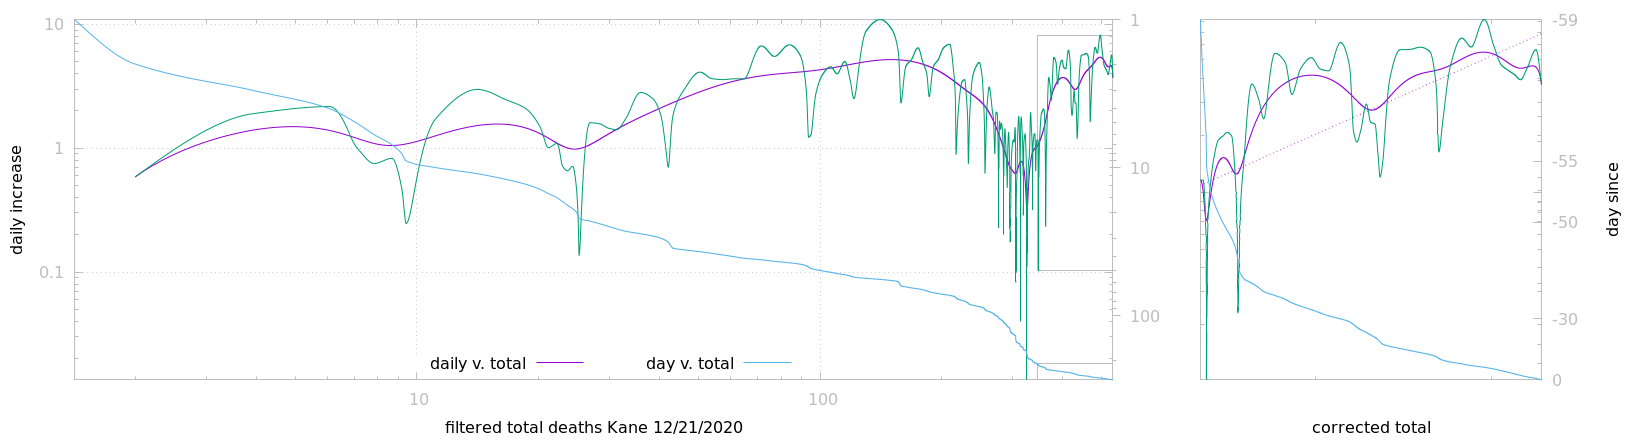 10
1
0.1
daily increase
1
10
100
daily v. total
day v. total
10
100
filtered total deaths Kane 12/21/2020
-59
-55
-50
-30
0
day since
corrected total